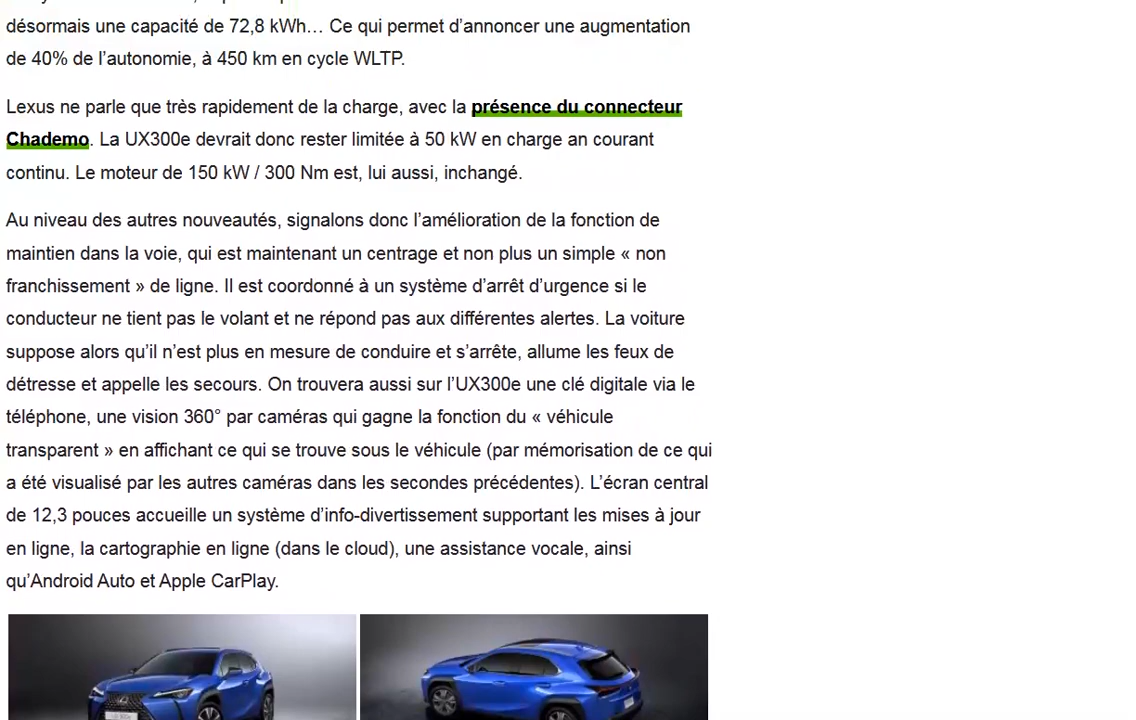 désormais une capacité de 72,8 kWh… Ce qui permet d’annoncer une augmentation
de 40% de l’autonomie, à 450 km en cycle WLTP.
Lexus ne parle que très rapidement de la charge, avec la présence du connecteur
Chademo. La UX300e devrait donc rester limitée à 50 kW en charge an courant
continu. Le moteur de 150 kW / 300 Nm est, lui aussi, inchangé.
Au niveau des autres nouveautés, signalons donc l’amélioration de la fonction de
maintien dans la voie, qui est maintenant un centrage et non plus un simple « non
franchissement » de ligne. Il est coordonné à un système d’arrêt d’urgence si le
conducteur ne tient pas le volant et ne répond pas aux différentes alertes. La voiture
suppose alors qu’il n’est plus en mesure de conduire et s’arrête, allume les feux de
détresse et appelle les secours. On trouvera aussi sur l’UX300e une clé digitale via le
téléphone, une vision 360° par caméras qui gagne la fonction du « véhicule
transparent » en affichant ce qui se trouve sous le véhicule (par mémorisation de ce qui
a été visualisé par les autres caméras dans les secondes précédentes). L’écran central
de 12,3 pouces accueille un système d’info-divertissement supportant les mises à jour
en ligne, la cartographie en ligne (dans le cloud), une assistance vocale, ainsi
qu’Android Auto et Apple CarPlay.